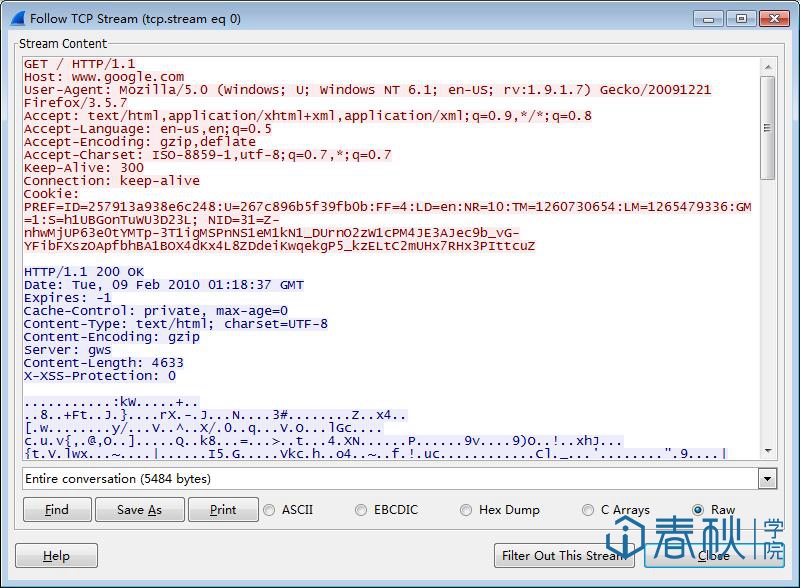 Follow TCP Stream (tcp.stream eq 0)
Stream Content
GET / HTTP/1.1
Host: www.google.com
User-Agent: Mozilla/5.0 (Windows; U; Windows NT 6.1; en-US; rv:1.9.1.7) Gecko/20091221
Firefox/3.5.7
Accept: text/html,application/xhtml+xml,application/xml;q=0.9,*/*;q=0.8
Accept-Language: en-us,en;q=0.5
Accept-Encoding: gzip,deflate
Accept-Charset: ISO-8859-1,utf-8;q=0.7,*;q=0.7
Keep-Alive: 300
Connection: keep-alive
Cookie:
PREF=ID=257913a938e6c248:U=267c896b5f39fb0b:FF=4:LD=en:NR=10:TM=1260730654:LM=1265479336:GM
=1:S=h1UBGonTuWU3D23L; NID=31=Z-
nhwMjUP63e0tYMTp-3T1igMSPnNS1eM1kN1_DUrnO2zW1cPM4JE3AJec9b_vG-
YFibFXszOApfbhBA1BOX4dKx4L8ZDdeiKwqekgP5_kzELtC2mUHx7RHx3PIttcuZ
HTTP/1.1 200 OK
Date: Tue, 09 Feb 2010 01:18:37 GMT
Expires: -1
Cache-Control: private, max-age=0
Content-Type: text/html; charset=UTF-8
Content-Encoding: gzip
Server: gws
Content-Length: 4633
X-XSS-Protection: 0
...........:kW.....+..
..8..+Ft..J.}....rX.-.J...N....3#........Z..x4..
[.w........y/...V..^..X/.O..q...V.O...lGc....
c.u.v{,.@,O..].....Q..k8...=...>..t...4.XN......P......9v....9)O..!..xhJ...
{t.V.]wx...~....|......I5.G.....Vkc.h..o4..~..f.!.uc............Cl._...'........".9....|
Entire conversation (5484 bytes)
Find
Save As
Print
ASCII
EBCDIC
Hex Dump
C Arrays
Raw
Help
Filter Out This Stream
Close
春秋 学院